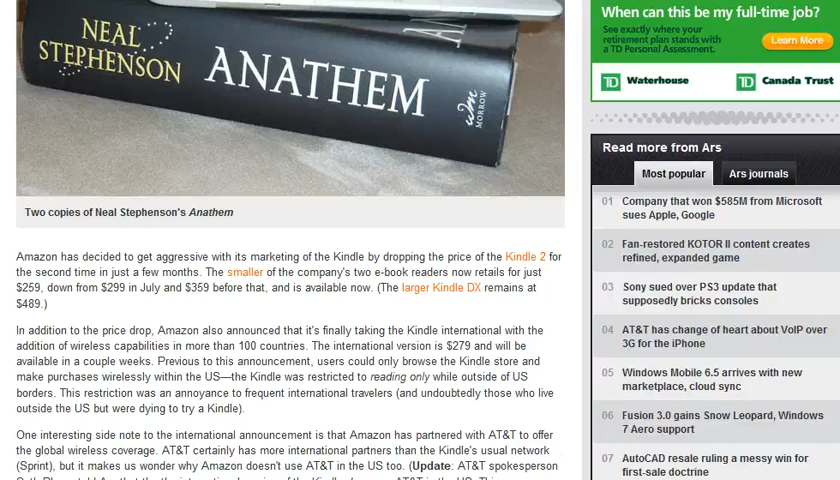 NEAL
STEPHENSON
ANATHEM
MORROW
Two copies of Neal Stephenson's Anathem
Amazon has decided to get aggressive with its marketing of the Kindle by dropping the price of the Kindle 2 for
the second time in just a few months. The smaller of the company's two e-book readers now retails for just
$259, down from $299 in July and $359 before that, and is available now. (The larger Kindle DX remains at
$489.)
In addition to the price drop, Amazon also announced that it's finally taking the Kindle international with the
addition of wireless capabilities in more than 100 countries. The international version is $279 and will be
available in a couple weeks. Previous to this announcement, users could only browse the Kindle store and
make purchases wirelessly within the US—the Kindle was restricted to reading only while outside of US
borders. This restriction was an annoyance to frequent international travelers (and undoubtedly those who live
outside the US but were dying to try a Kindle).
One interesting side note to the international announcement is that Amazon has partnered with AT&T to offer
the global wireless coverage. AT&T certainly has more international partners than the Kindle's usual network
(Sprint), but it makes us wonder why Amazon doesn't use AT&T in the US too. (Update: AT&T spokesperson
When can this be my full-time job?
See exactly where your
retirement plan stands with
a TD Personal Assessment.
Learn More
TD Waterhouse
TD Canada Trust
Read more from Ars
Most popular
Ars journals
01 Company that won $585M from Microsoft
sues Apple, Google
02 Fan-restored KOTOR II content creates
refined, expanded game
03 Sony sued over PS3 update that
supposedly bricks consoles
04 AT&T has change of heart about VoIP over
3G for the iPhone
05 Windows Mobile 6.5 arrives with new
marketplace, cloud sync
06 Fusion 3.0 gains Snow Leopard, Windows
7 Aero support
07 AutoCAD resale ruling a messy win for
first-sale doctrine